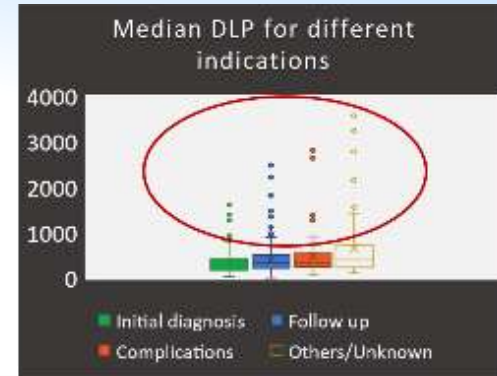 Median DLP for different
indications
4000
3000
2000
1000
0
Initial diagnosis
Follow up
Complications
Others/Unknown